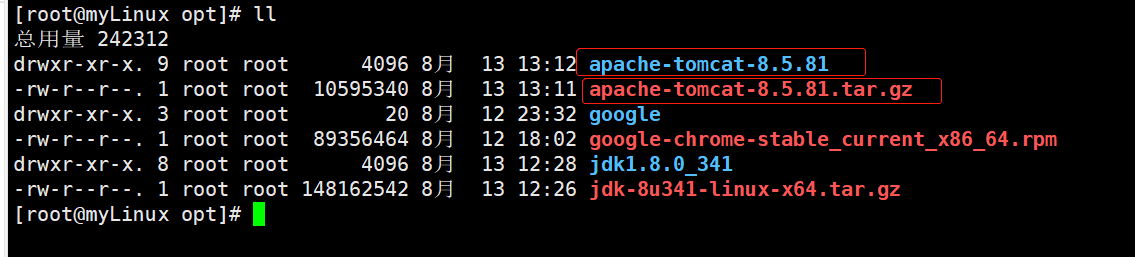 [root@myLinux opt]# ll
总用量 242312
drwxr-xr-x. 9 root root      4096 8月  13 13:12 apache-tomcat-8.5.81
-rw-r--r--. 1 root root  10595340 8月  13 13:11 apache-tomcat-8.5.81.tar.gz
drwxr-xr-x. 3 root root        20 8月  12 23:32 google
-rw-r--r--. 1 root root  89356464 8月  12 18:02 google-chrome-stable_current_x86_64.rpm
drwxr-xr-x. 8 root root      4096 8月  13 12:28 jdk1.8.0_341
-rw-r--r--. 1 root root 148162542 8月  13 12:26 jdk-8u341-linux-x64.tar.gz
[root@myLinux opt]#